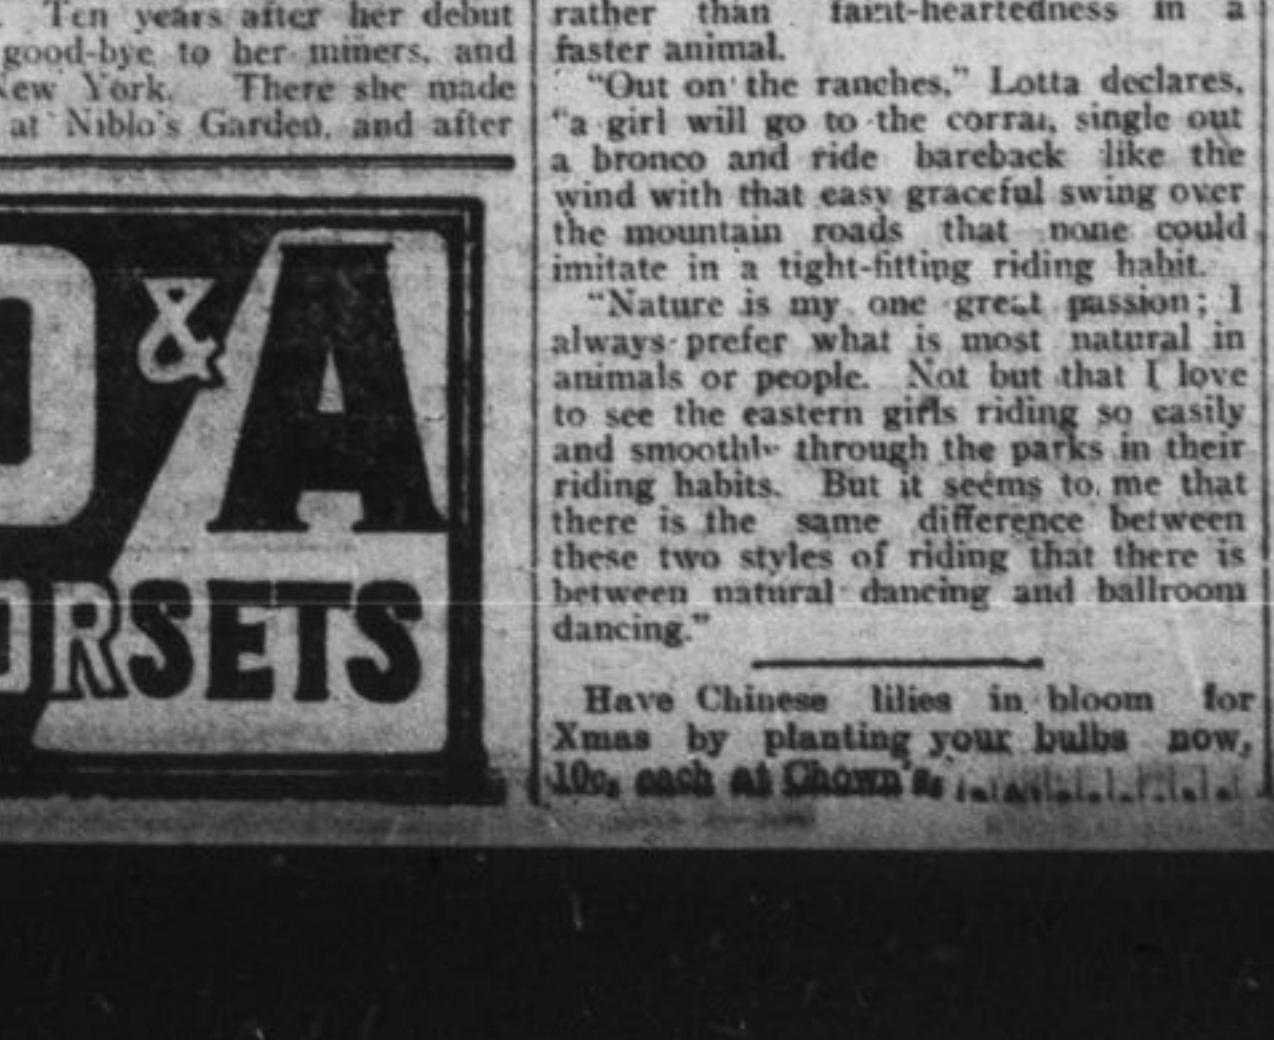 Ten years after her debut
good-bye to her miners, and
New York. There she made
at Niblo's Garden, and after
D & A
ORSETS
rather than faint-heartedness in a
faster animal.
"Out on the ranches," Lotta declares,
"a girl will go to the corral, single out
a bronco and ride bareback like the
wind with that easy graceful swing over
the mountain roads that none could
imitate in a tight-fitting riding habit.
"Nature is my one great passion; I
always prefer what is most natural in
animals or people. Not but that I love
to see the eastern girls riding so easily
and smoothly through the parks in their
riding habits. But it seems to me that
there is the same difference between
these two styles of riding that there is
between natural dancing and ballroom
dancing."
Have Chinese lilies in bloom for
Xmas by planting your bulbs now,
10c. each at Chown's.